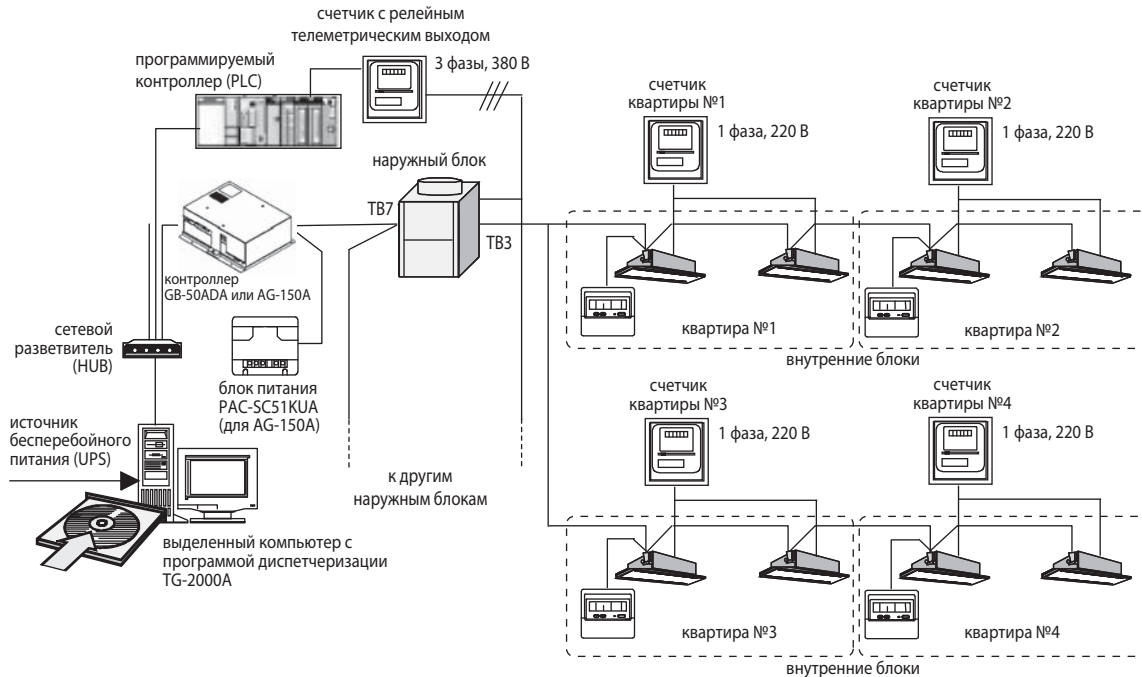 счетчик с релейным
телеметрическим выходом
программируемый
контроллер (PLC)
3 фазы, 380 В
счетчик
квартиры №1
1 фаза, 220 В
счетчик
квартиры №2
1 фаза, 220 В
наружный блок
TB7
TB3
контроллер
GB-50ADA или AG-150A
сетевой
разветвитель
(HUB)
блок питания
PAC-SC51KUA
(для AG-150A)
квартира №1
квартира №2
внутренние блоки
источник
бесперебойного
питания (UPS)
к другим
наружным блокам
счетчик
квартиры №3
1 фаза, 220 В
счетчик
квартиры №4
1 фаза, 220 В
выделенный компьютер с
программой диспетчеризации
TG-2000A
квартира №3
квартира №4
внутренние блоки